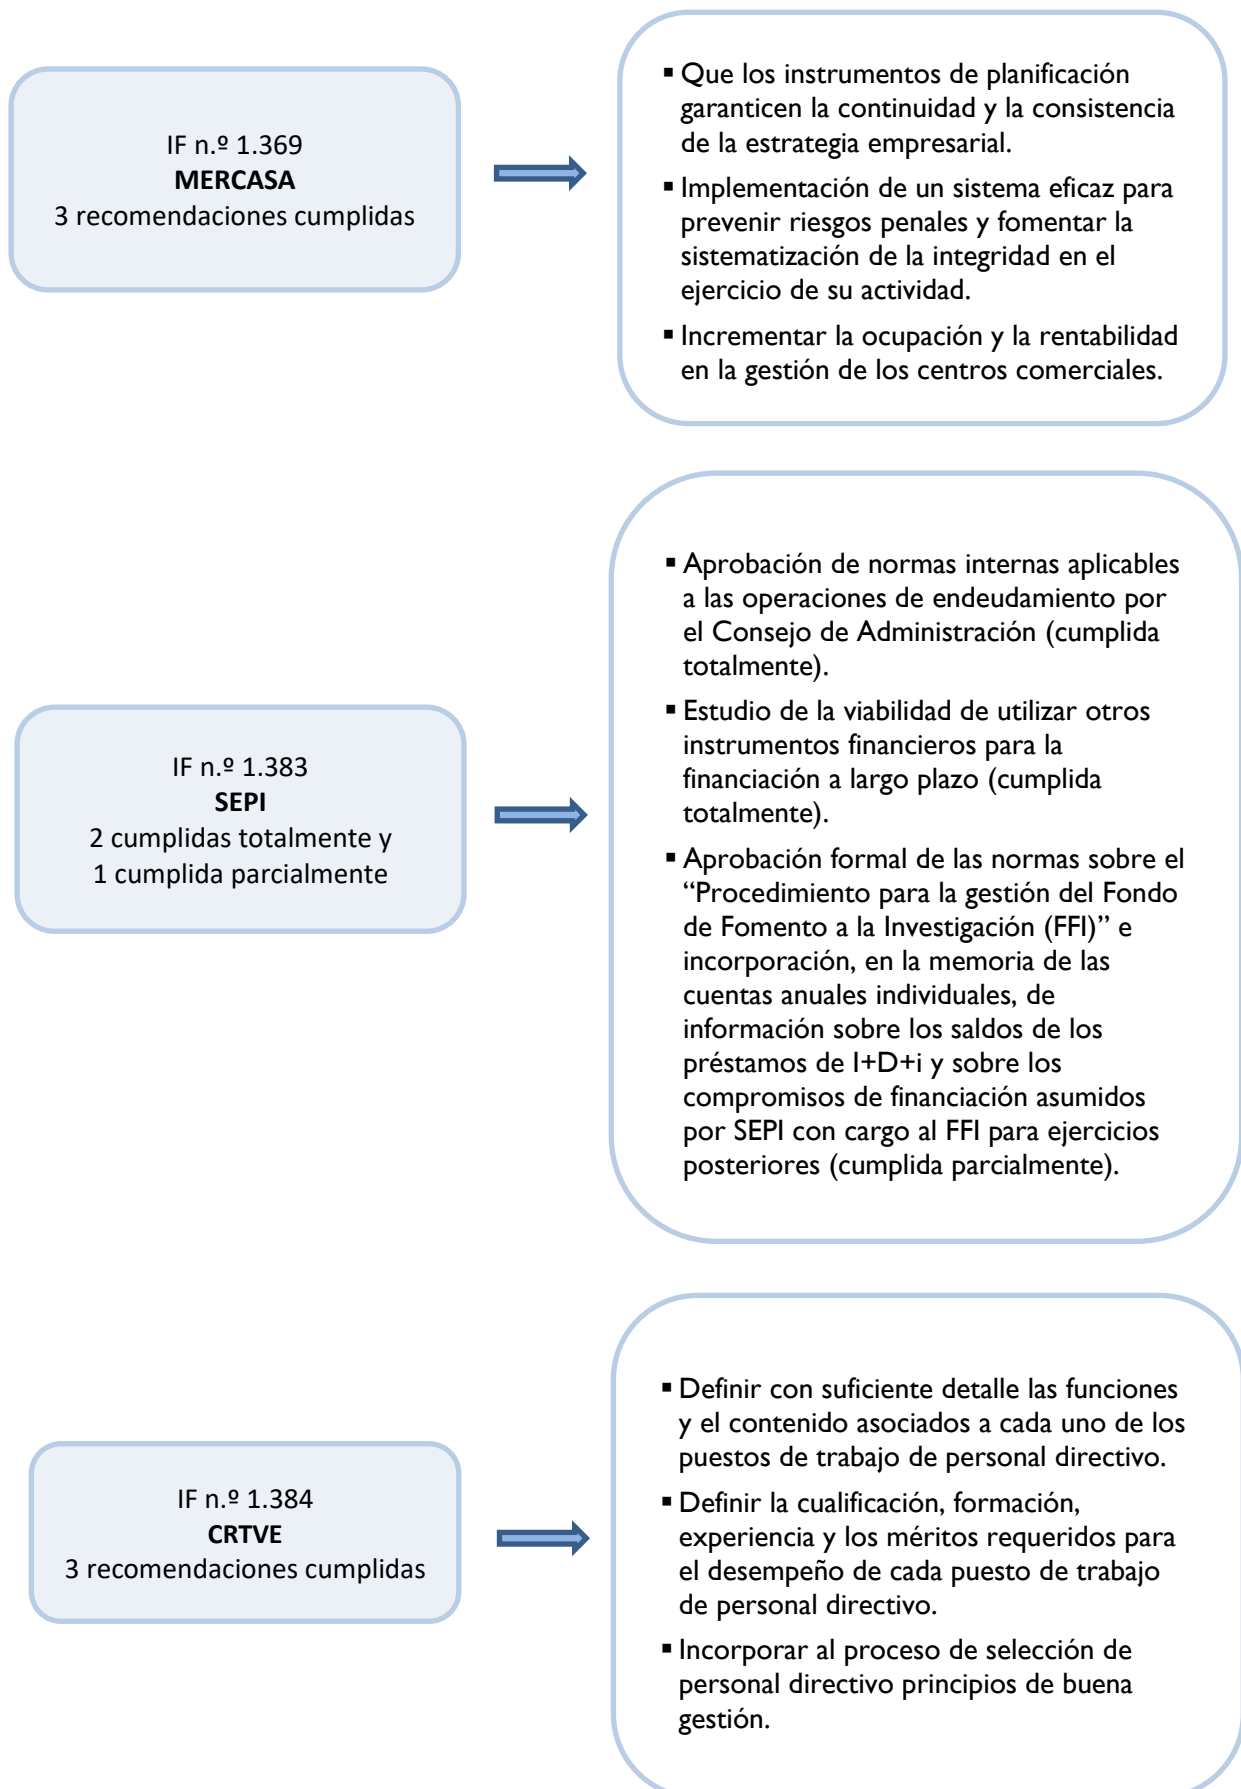 IF n.º 1.369
MERCASA
3 recomendaciones cumplidas
▪ Que los instrumentos de planificación
garanticen la continuidad y la consistencia
de la estrategia empresarial.
▪ Implementación de un sistema eficaz para
prevenir riesgos penales y fomentar la
sistematización de la integridad en el
ejercicio de su actividad.
▪ Incrementar la ocupación y la rentabilidad
en la gestión de los centros comerciales.
IF n.º 1.383
SEPI
2 cumplidas totalmente y
1 cumplida parcialmente
▪ Aprobación de normas internas aplicables
a las operaciones de endeudamiento por
el Consejo de Administración (cumplida
totalmente).
▪ Estudio de la viabilidad de utilizar otros
instrumentos financieros para la
financiación a largo plazo (cumplida
totalmente).
▪ Aprobación formal de las normas sobre el
“Procedimiento para la gestión del Fondo
de Fomento a la Investigación (FFI)” e
incorporación, en la memoria de las
cuentas anuales individuales, de
información sobre los saldos de los
préstamos de I+D+i y sobre los
compromisos de financiación asumidos
por SEPI con cargo al FFI para ejercicios
posteriores (cumplida parcialmente).
IF n.º 1.384
CRTVE
3 recomendaciones cumplidas
▪ Definir con suficiente detalle las funciones
y el contenido asociados a cada uno de los
puestos de trabajo de personal directivo.
▪ Definir la cualificación, formación,
experiencia y los méritos requeridos para
el desempeño de cada puesto de trabajo
de personal directivo.
▪ Incorporar al proceso de selección de
personal directivo principios de buena
gestión.